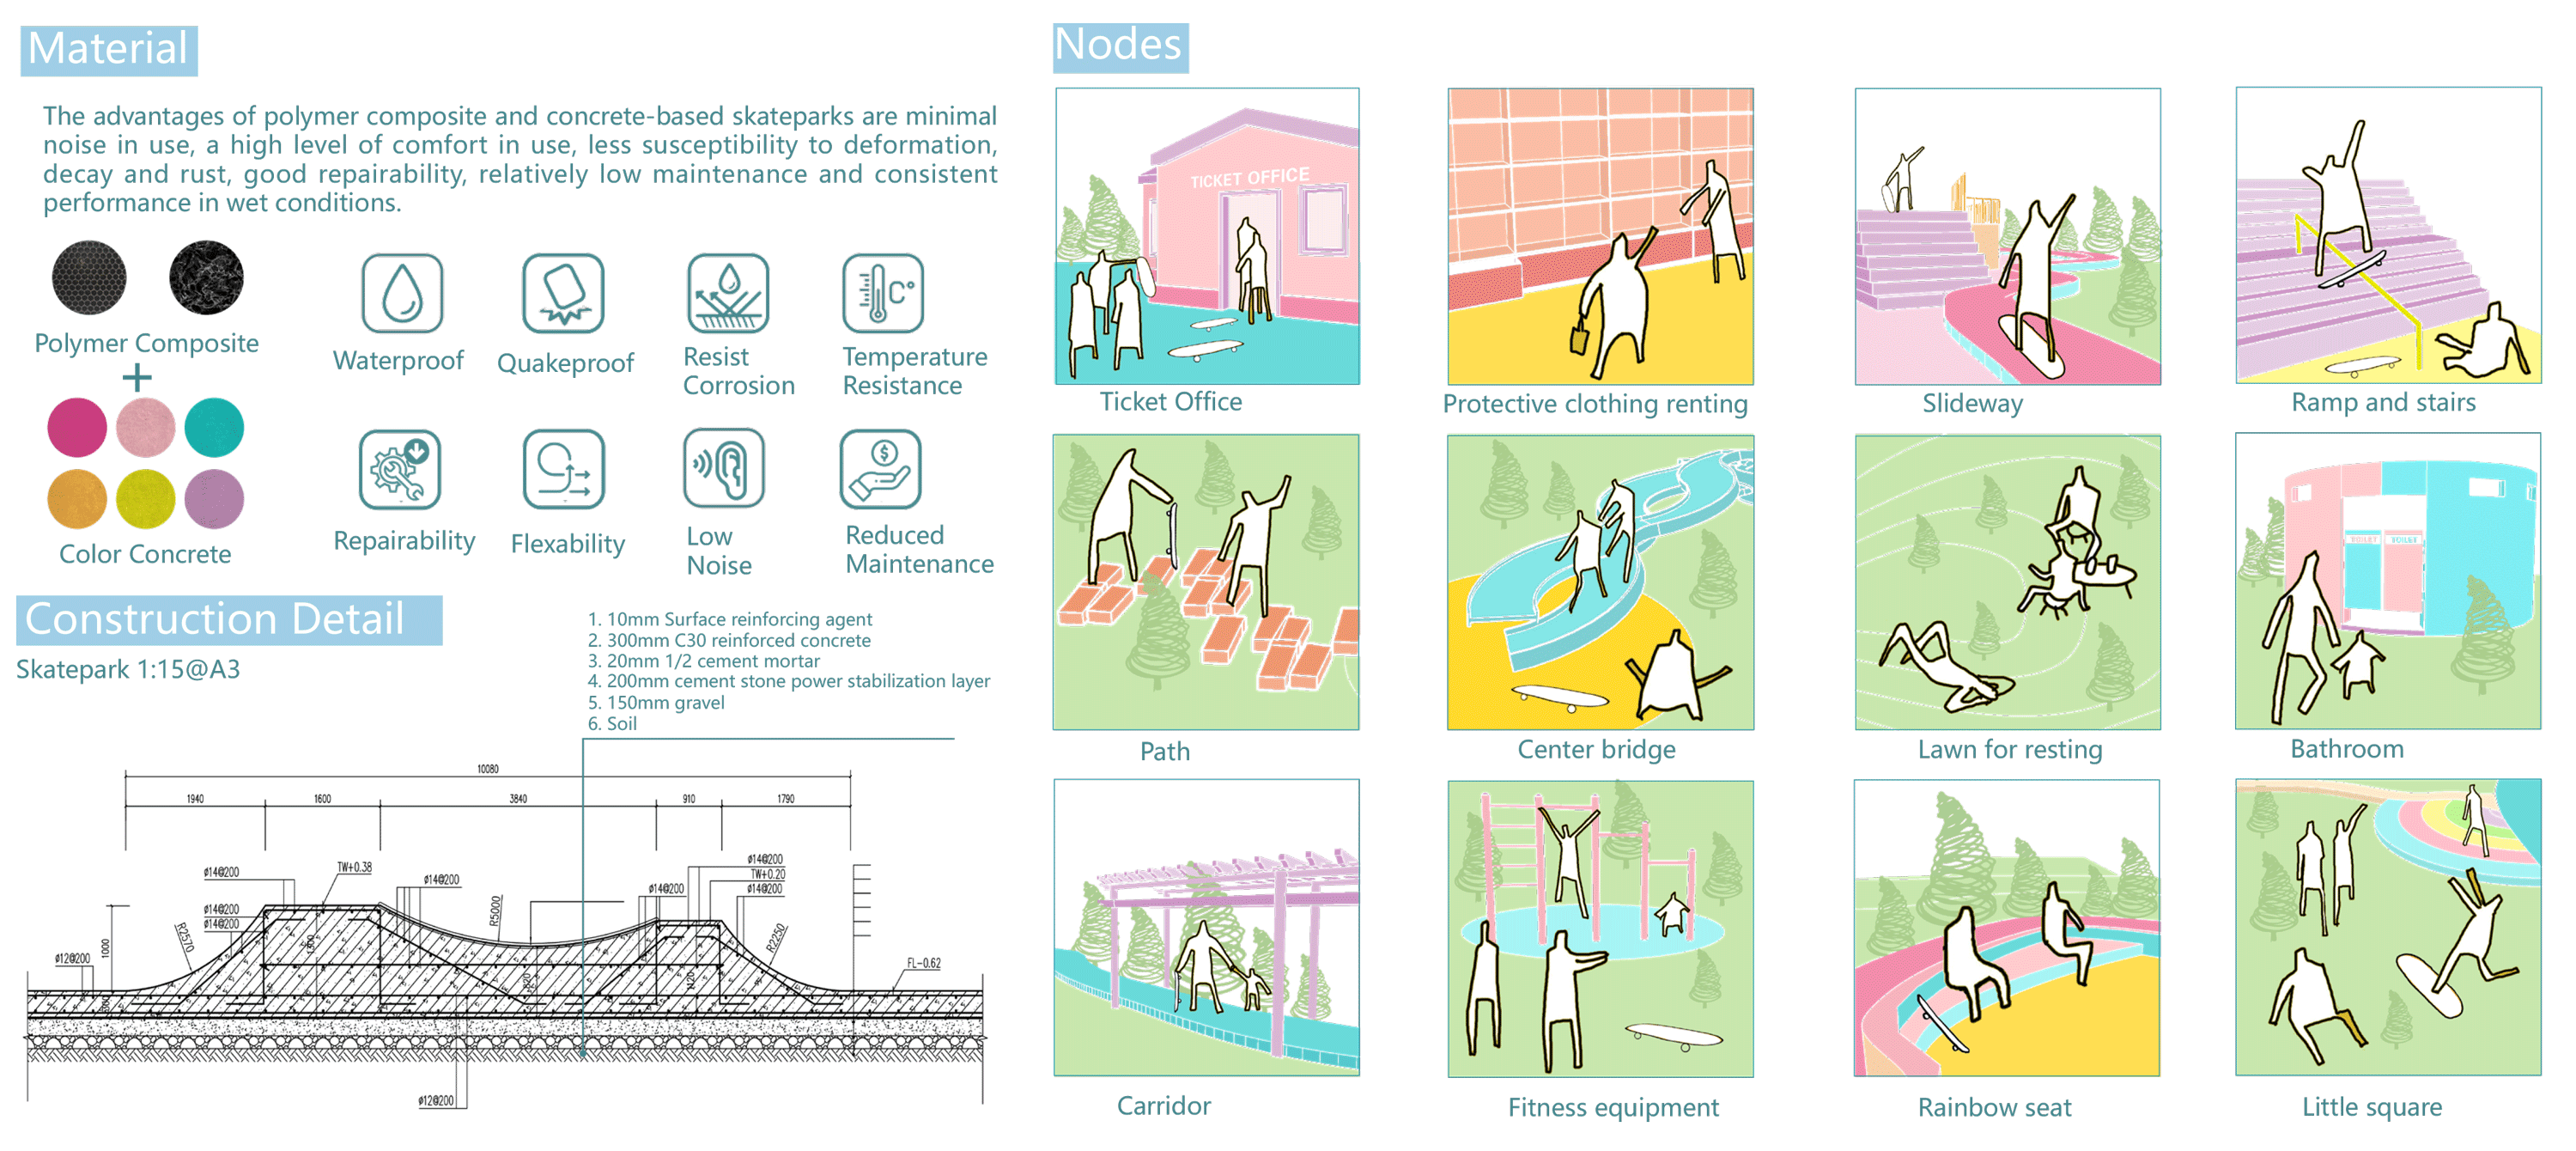 Material
The advantages of polymer composite and concrete-based skateparks are minimal
noise in use, a high level of comfort in use, less susceptibility to deformation,
decay and rust, good repairability, relatively low maintenance and consistent
performance in wet conditions.
Polymer Composite
+
Color Concrete
Waterproof
Quakeproof
Resist
Corrosion
C°
Temperature
Resistance
Repairability
Flexability
Low
Noise
$
Reduced
Maintenance
Construction Detail
Skatepark 1:15@A3
1. 10mm Surface reinforcing agent
2. 300mm C30 reinforced concrete
3. 20mm 1/2 cement mortar
4. 200mm cement stone power stabilization layer
5. 150mm gravel
6. Soil
10080
1940
1600
3840
910
1790
ø14@200
TW+0.38
ø14@200
ø14@200
TW+0.20
ø14@200
ø14@200
ø14@200
ø14@200
R2570
R5000
R2250
1000
ø12@200
FL-0.62
ø12@200
Nodes
TICKET OFFICE
Ticket Office
Protective clothing renting
Slideway
Ramp and stairs
Path
Center bridge
Lawn for resting
TOILET
TOILET
Bathroom
Carridor
Fitness equipment
Rainbow seat
Little square